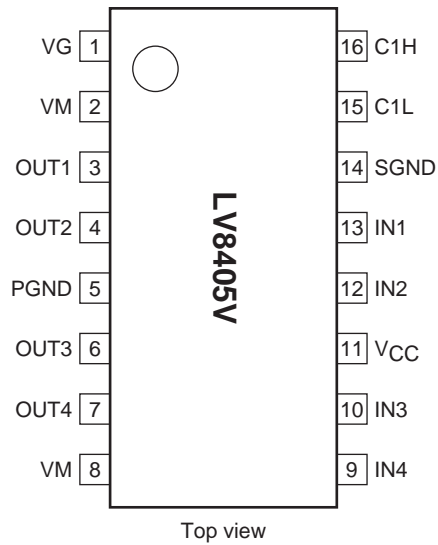 VG 1 16 C1H
VM 2 15 C1L
OUT1 3 14 SGND
OUT2 4 13 IN1
PGND 5 12 IN2
OUT3 6 11 VCC
OUT4 7 10 IN3
VM 8 9 IN4
LV8405V
Top view